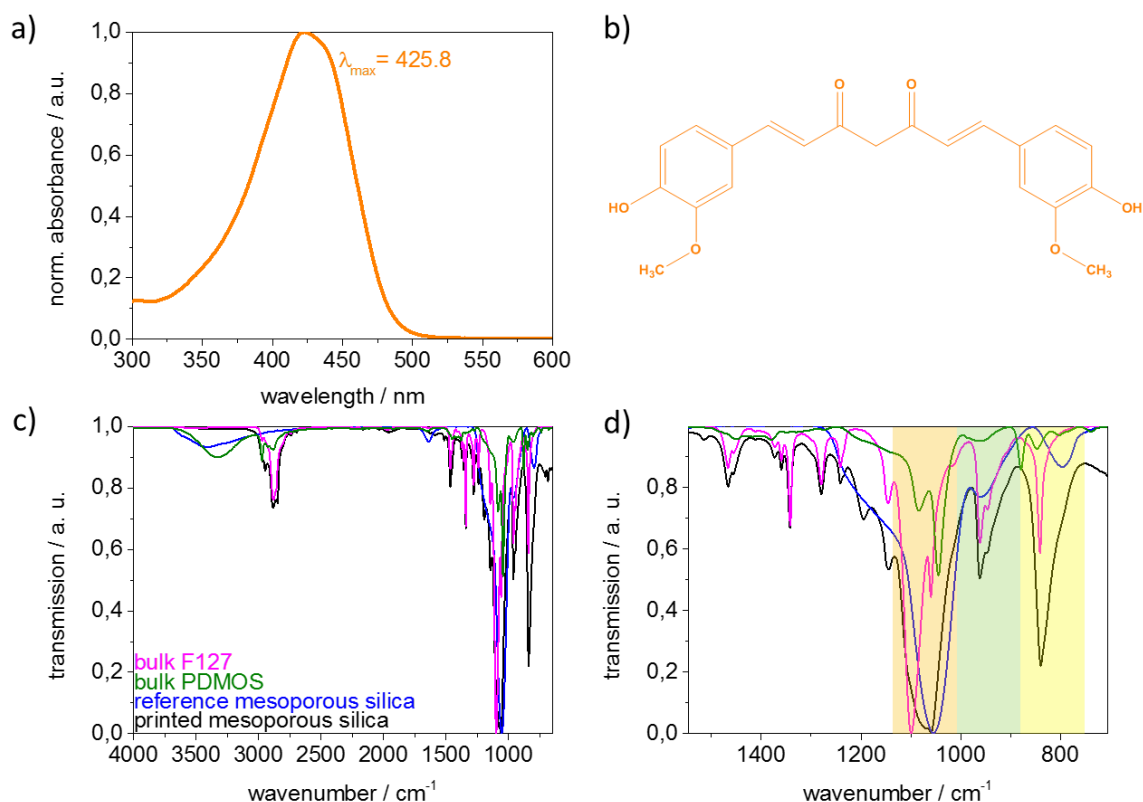 a)
1,0
0,8
0,6
0,4
0,2
0,0
norm. absorbance / a.u.
λmax= 425.8
300 350 400 450 500 550 600
wavelength / nm
b)
O O
HO OH
O O
H₃C CH₃
c)
1,0
0,8
0,6
0,4
0,2
0,0
transmission / a. u.
bulk F127
bulk PDMOS
reference mesoporous silica
printed mesoporous silica
4000 3500 3000 2500 2000 1500 1000
wavenumber / cm⁻¹
d)
1,0
0,8
0,6
0,4
0,2
0,0
transmission / a. u.
1400 1200 1000 800
wavenumber / cm⁻¹